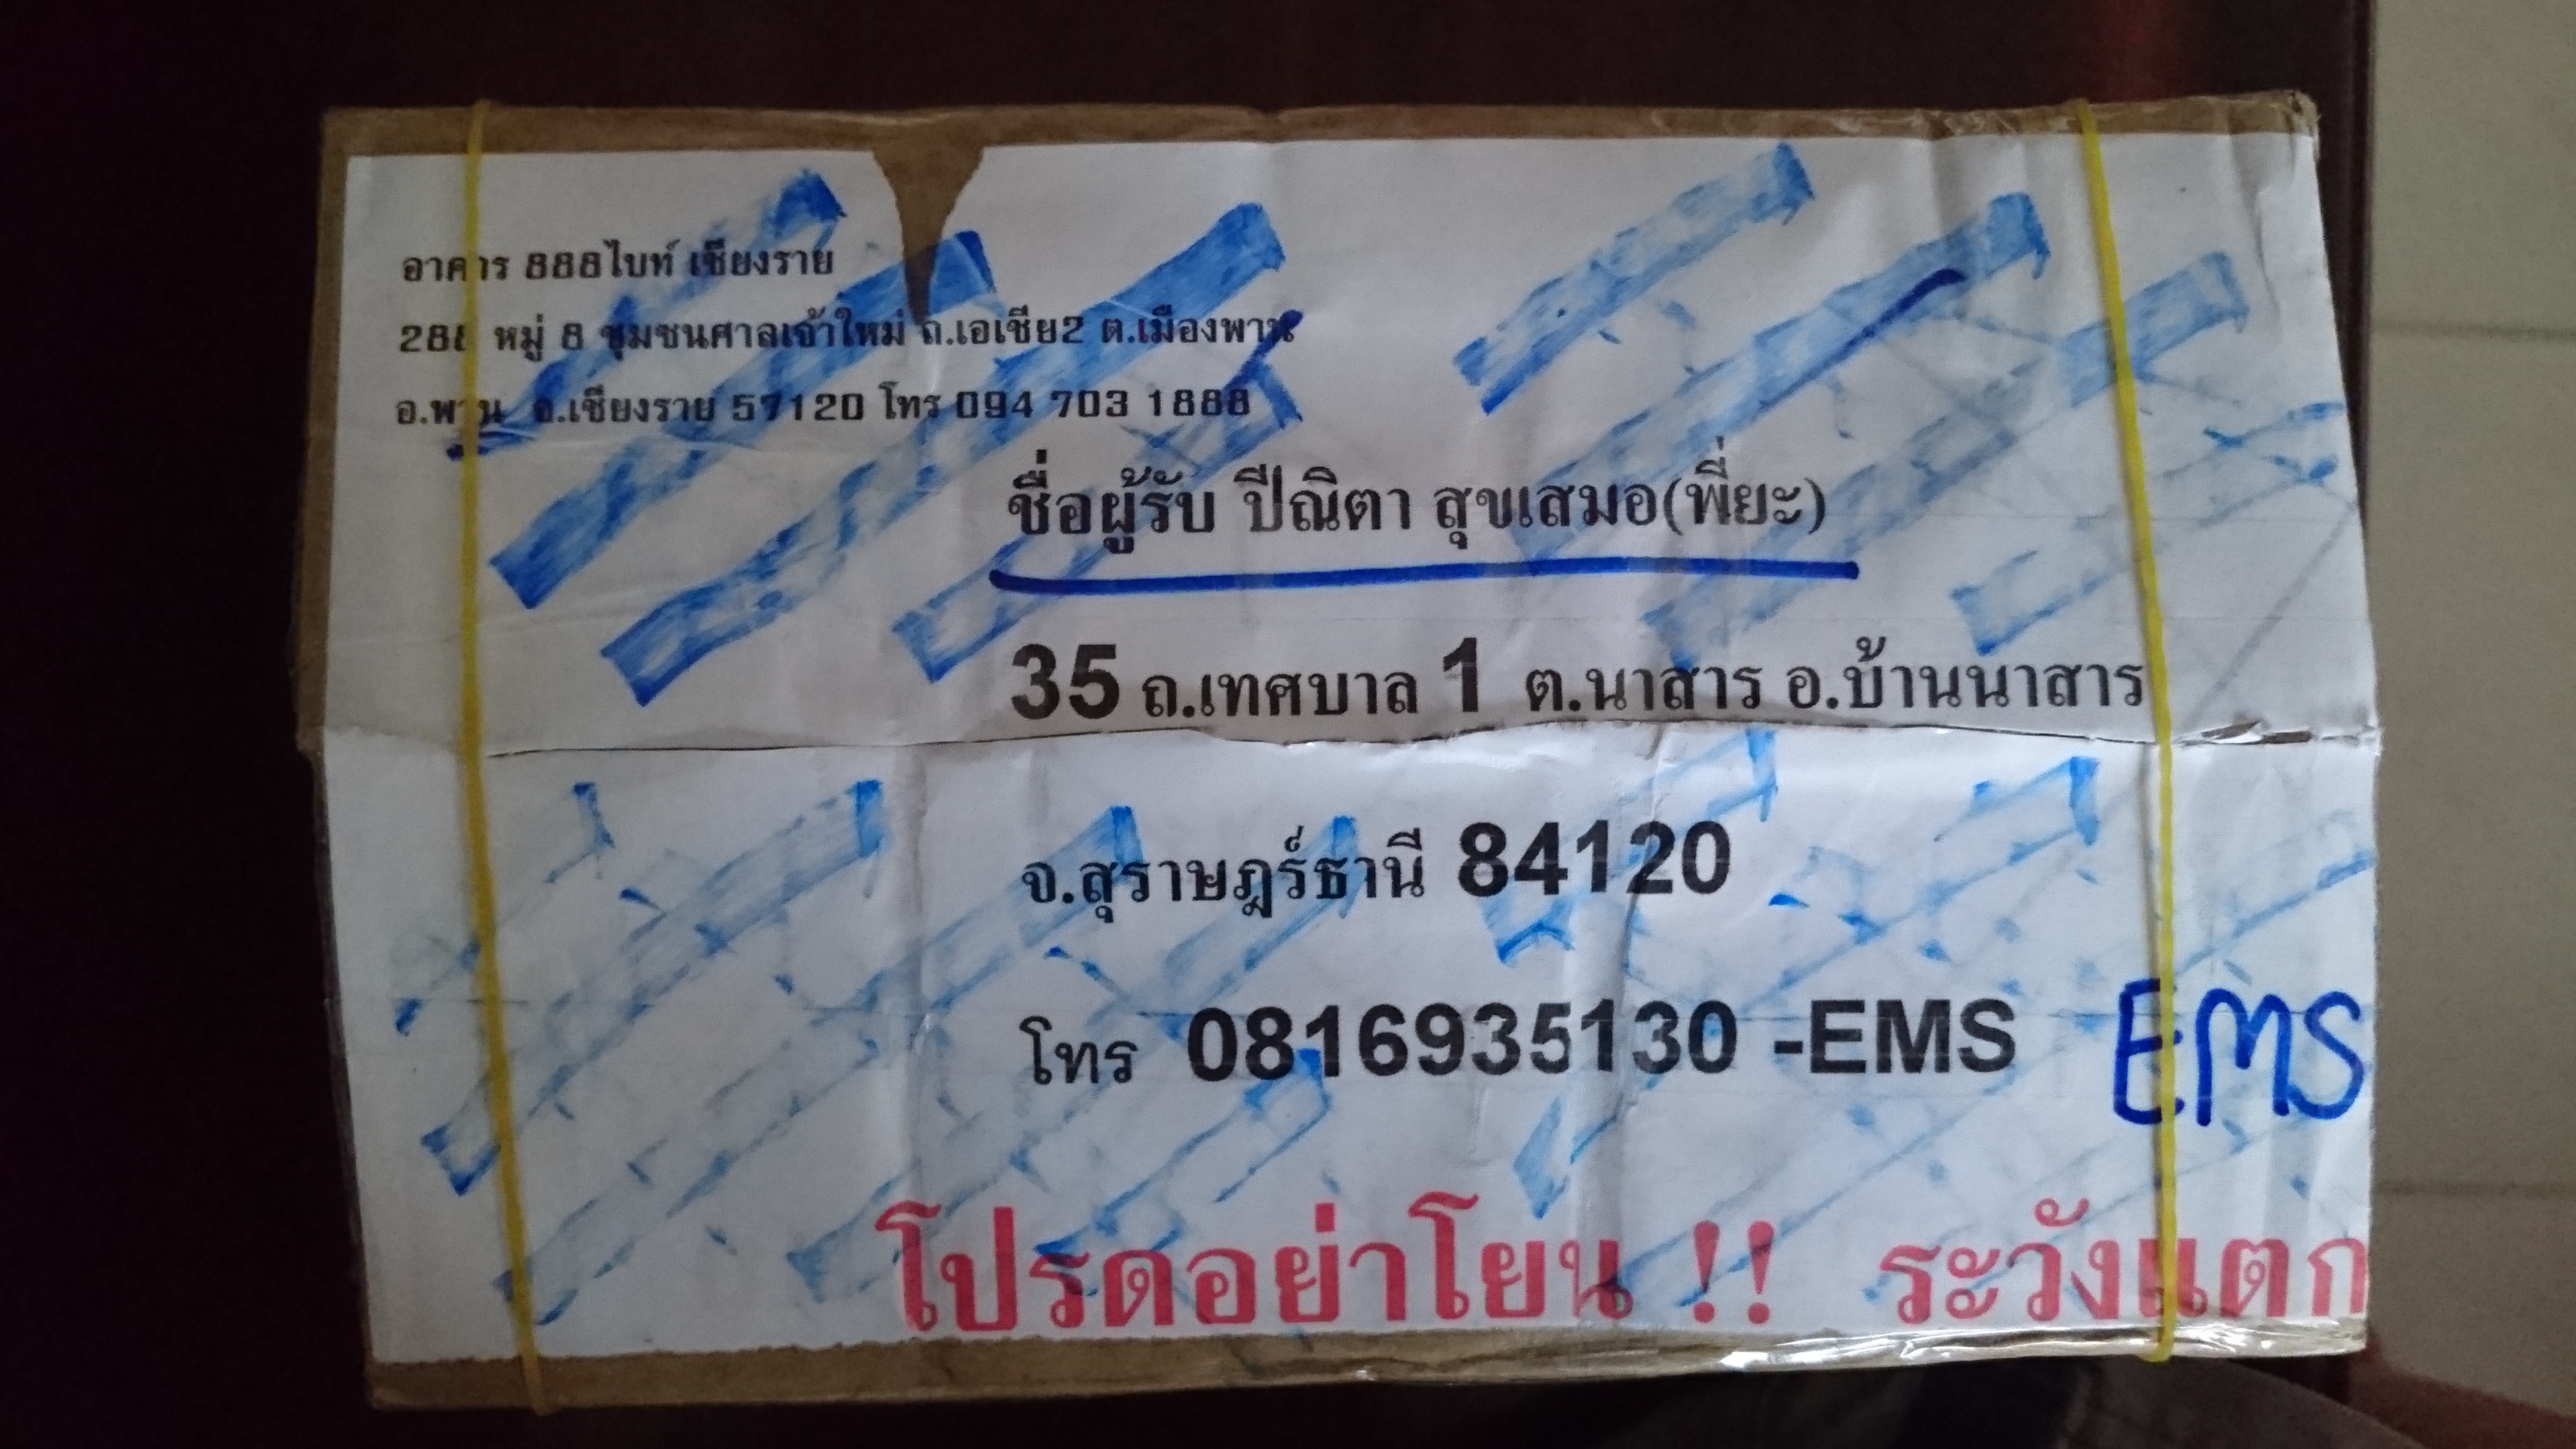 อาคาร 888ไบท์ เชียงราย
288 หมู่ 8 ชุมชนศาลเจ้าใหม่ ถ.เอเชีย2 ต.เมืองพาน
อ.พาน จ.เชียงราย 57120 โทร 094 703 1888
ชื่อผู้รับ ปีณิตา สุขเสมอ(พี่ยะ)
35 ถ.เทศบาล 1 ต.นาสาร อ.บ้านนาสาร
จ.สุราษฎร์ธานี 84120
โทร 0816935130 -EMS EMS
โปรดอย่าโยน !! ระวังแตก